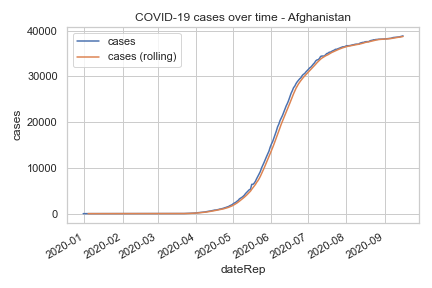 COVID-19 cases over time - Afghanistan
40000
30000
20000
10000
0
cases
cases
cases (rolling)
2020-01
2020-02
2020-03
2020-04
2020-05
2020-06
2020-07
2020-08
2020-09
dateRep